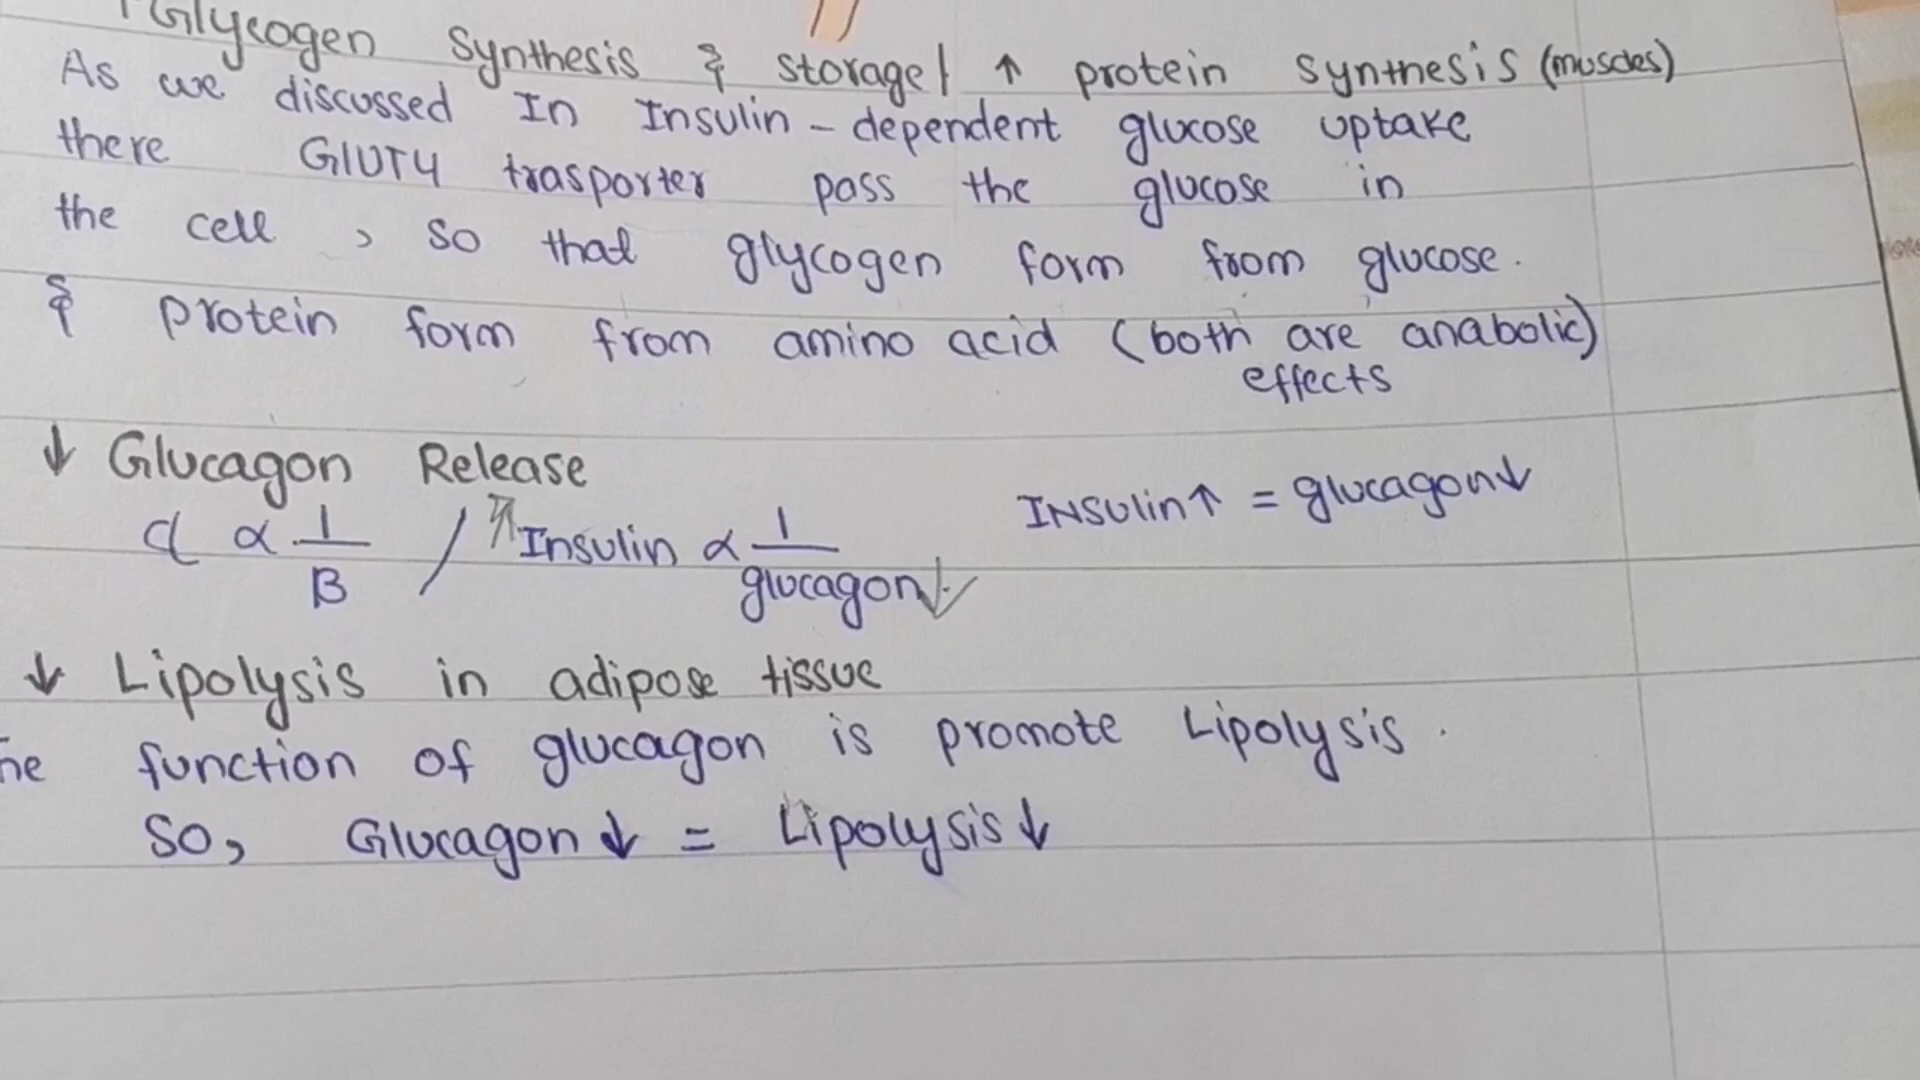 ↑Glycogen Synthesis & storage| ↑ protein synthesis (muscles)
As we discussed In Insulin - dependent glucose uptake
there GlUT4 trasporter pass the glucose in
the cell , so that glycogen form from glucose.
& protein form from amino acid (both are anabolic)
effects
↓ Glucagon Release
α ∝ 1/B / ↑Insulin ∝ 1/glucagon↓ INSulin↑ = glucagon↓
↓ Lipolysis in adipose tissue
function of glucagon is promote Lipolysis.
So, Glucagon↓ = Lipolysis↓